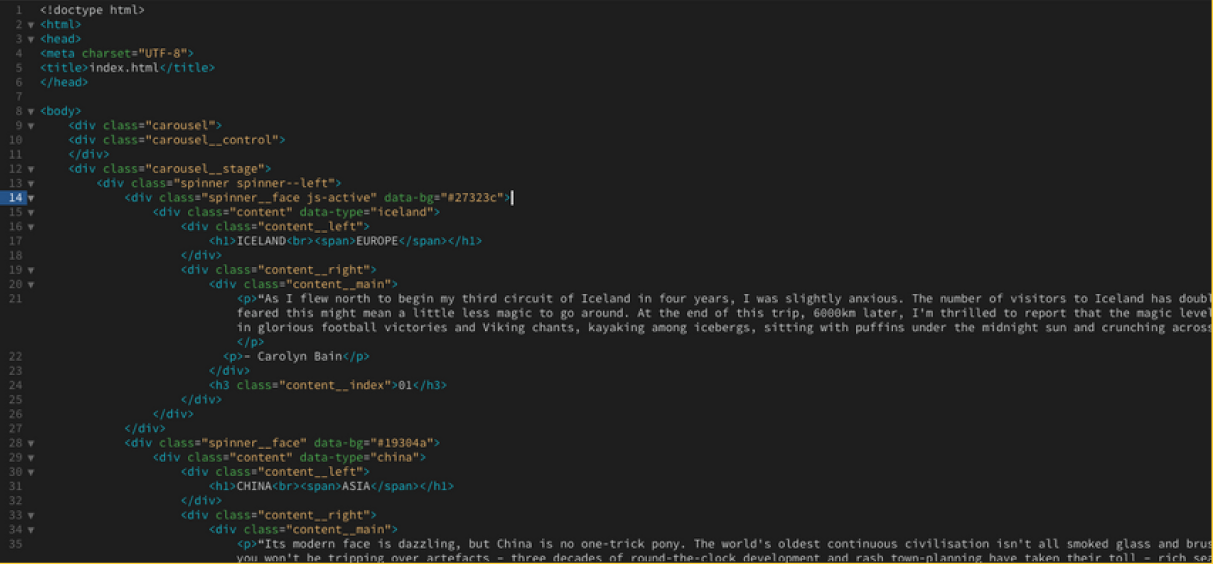 1 <!doctype html>
2 ▼ <html>
3 ▼ <head>
4 <meta charset="UTF-8">
5 <title>index.html</title>
6 </head>
7
8 ▼ <body>
9 ▼ <div class="carousel">
10 <div class="carousel__control">
11 </div>
12 ▼ <div class="carousel__stage">
13 ▼ <div class="spinner spinner--left">
14 ▼ <div class="spinner__face js-active" data-bg="#27323c">
15 ▼ <div class="content" data-type="iceland">
16 ▼ <div class="content__left">
17 <h1>ICELAND<br><span>EUROPE</span></h1>
18 </div>
19 ▼ <div class="content__right">
20 ▼ <div class="content__main">
21 <p>"As I flew north to begin my third circuit of Iceland in four years, I was slightly anxious. The number of visitors to Iceland has doubl
feared this might mean a little less magic to go around. At the end of this trip, 6000km later, I'm thrilled to report that the magic level
in glorious football victories and Viking chants, kayaking among icebergs, sitting with puffins under the midnight sun and crunching across
</p>
22 <p>– Carolyn Bain</p>
23 </div>
24 <h3 class="content__index">01</h3>
25 </div>
26 </div>
27 </div>
28 ▼ <div class="spinner__face" data-bg="#19304a">
29 ▼ <div class="content" data-type="china">
30 ▼ <div class="content__left">
31 <h1>CHINA<br><span>ASIA</span></h1>
32 </div>
33 ▼ <div class="content__right">
34 ▼ <div class="content__main">
35 <p>"Its modern face is dazzling, but China is no one-trick pony. The world's oldest continuous civilisation isn't all smoked glass and brus
you won't be tripping over artefacts – three decades of round-the-clock development and rash town-planning have taken their toll – rich sea